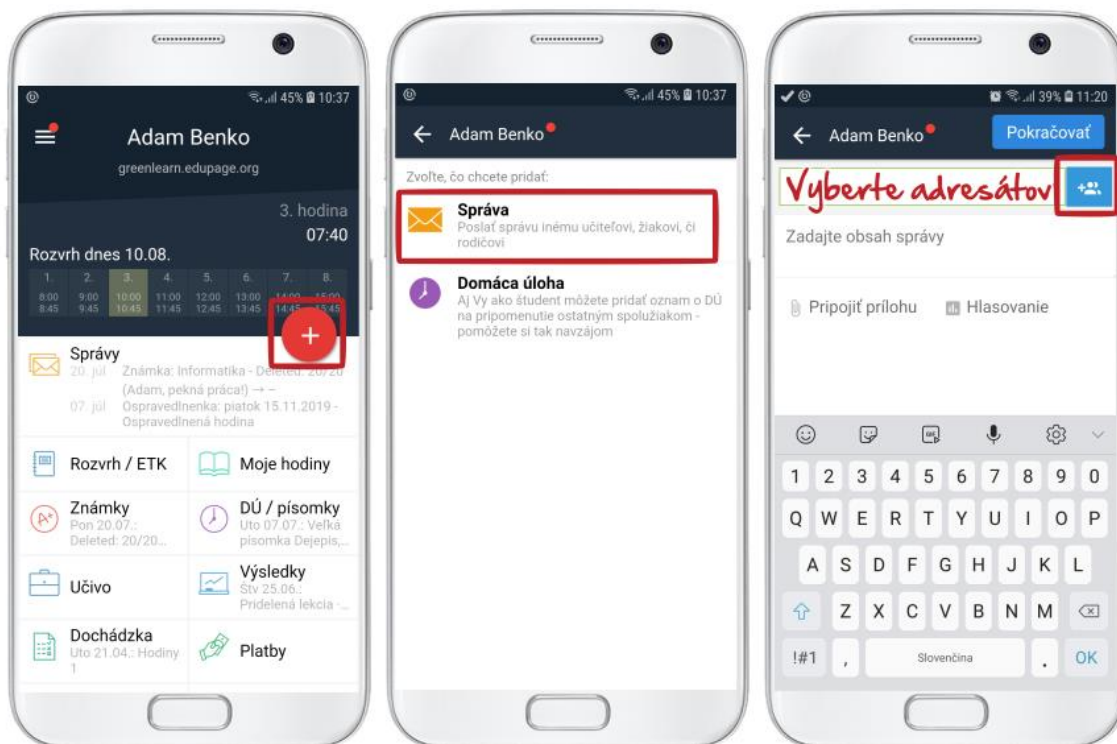 45% 10:37
Adam Benko
greenlearn.edupage.org
3. hodina
07:40
Rozvrh dnes 10.08.
1. 2. 3. 4. 5. 6. 7. 8.
8:00 9:00 10:00 11:00 12:00 13:00 14:00 15:00
8:45 9:45 10:45 11:45 12:45 13:45 14:45 15:45
+
Správy
20. júl Známka: Informatika - Deleted: 20/20
(Adam, pekná práca!) → –
07. júl Ospravedlnenka: piatok 15.11.2019 -
Ospravedlnená hodina
Rozvrh / ETK
Moje hodiny
Známky
Pon 20.07.:
Deleted: 20/20...
DÚ / písomky
Uto 07.07.: Veľká
písomka Dejepis,...
Učivo
Výsledky
Štv 25.06.:
Pridelená lekcia -...
Dochádzka
Uto 21.04.: Hodiny
1
Platby
45% 10:37
Adam Benko
Zvoľte, čo chcete pridať:
Správa
Poslať správu inému učiteľovi, žiakovi, či
rodičovi
Domáca úloha
Aj Vy ako študent môžete pridať oznam o DÚ
na pripomenutie ostatným spolužiakom -
pomôžete si tak navzájom
39% 11:20
Adam Benko
Pokračovať
Vyberte adresátov
Zadajte obsah správy
Pripojiť prílohu
Hlasovanie
1 2 3 4 5 6 7 8 9 0
Q W E R T Y U I O P
A S D F G H J K L
Z X C V B N M
!#1 , Slovenčina . OK